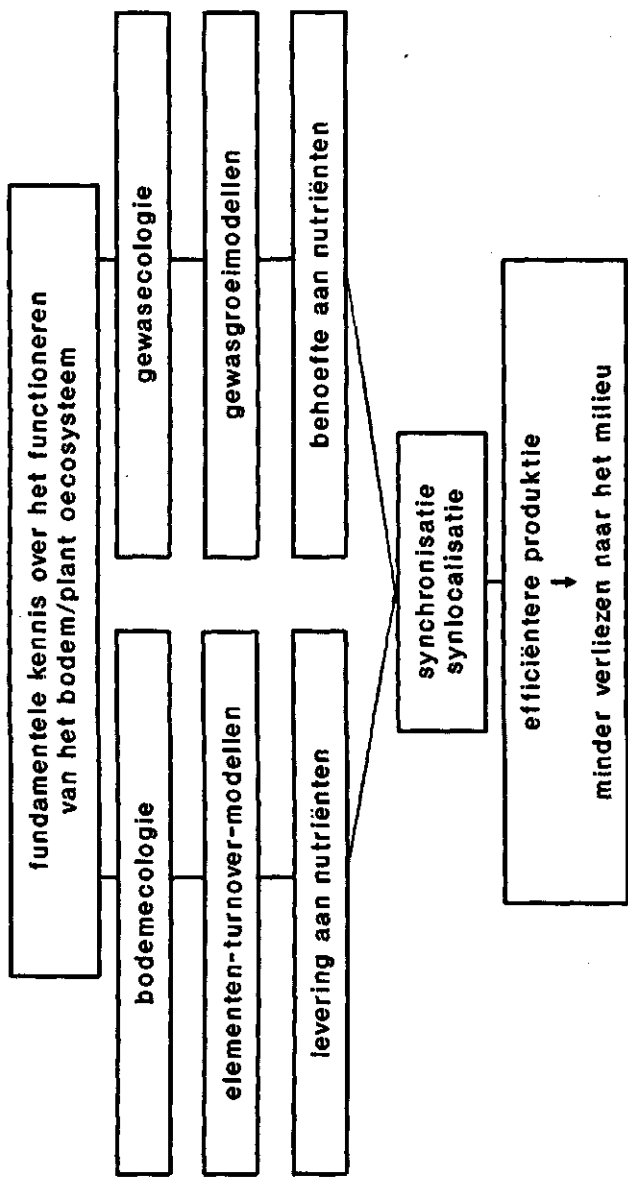 fundamentele kennis over het functioneren
van het bodem/plant oecosysteem
bodemecologie
gewasecologie
elementen-turnover-modellen
gewasgroeimodellen
levering aan nutriënten
behoefte aan nutriënten
synchronisatie
synlocalisatie
efficiëntere produktie
minder verliezen naar het milieu